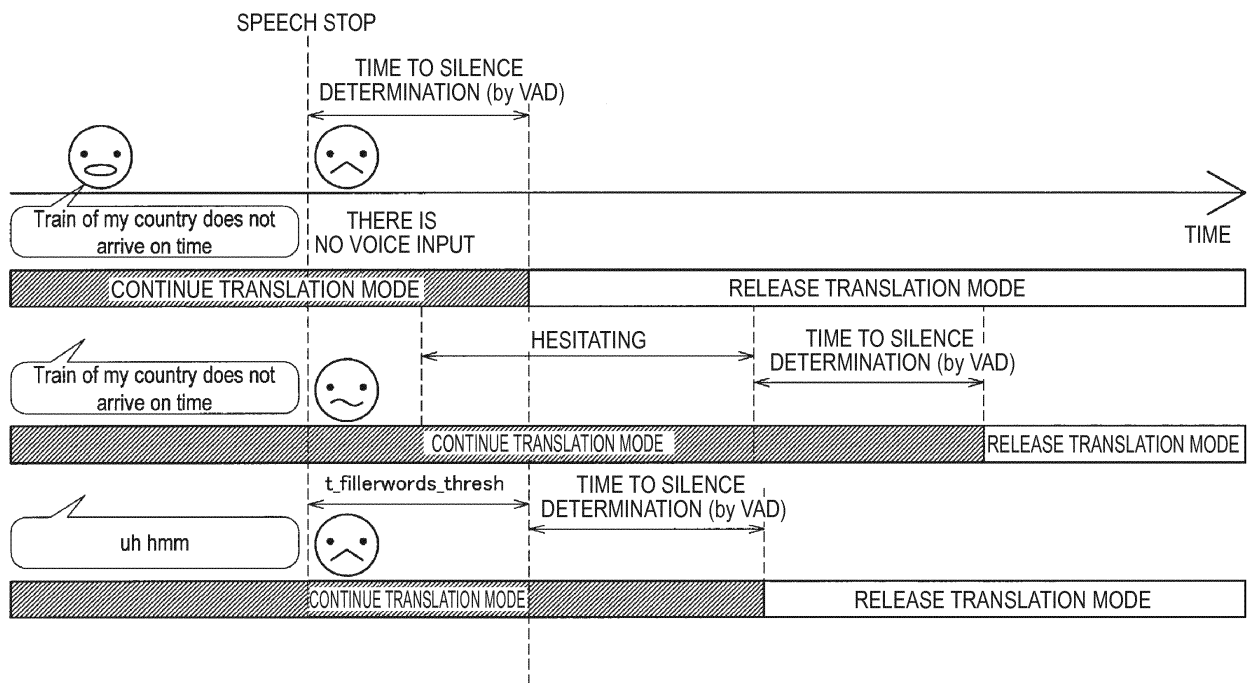 SPEECH STOP
TIME TO SILENCE
DETERMINATION (by VAD)
Train of my country does not
arrive on time
THERE IS
NO VOICE INPUT
TIME
CONTINUE TRANSLATION MODE
RELEASE TRANSLATION MODE
HESITATING
TIME TO SILENCE
DETERMINATION (by VAD)
Train of my country does not
arrive on time
CONTINUE TRANSLATION MODE
RELEASE TRANSLATION MODE
t_fillerwords_thresh
TIME TO SILENCE
DETERMINATION (by VAD)
uh hmm
CONTINUE TRANSLATION MODE
RELEASE TRANSLATION MODE